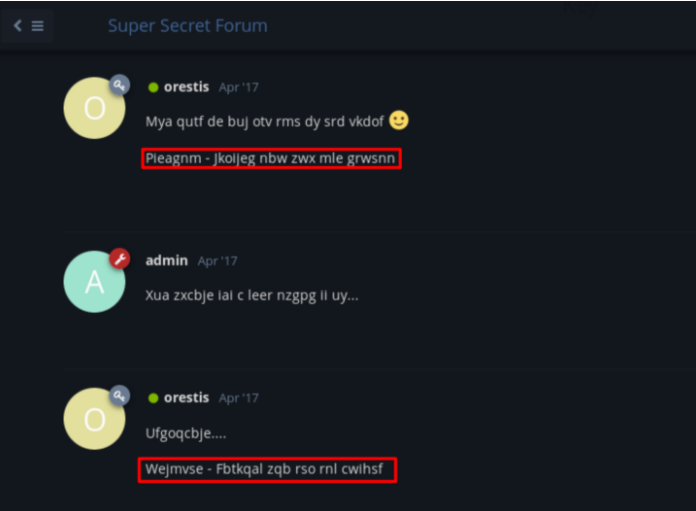 Super Secret Forum
O
orestis Apr '17
Mya qutf de buj otv rms dy srd vkdof
Pieagnm - Jkoijeg nbw zwx mle grwsnn
A
admin Apr '17
Xua zxcbje iai c leer nzgpg ii uy...
O
orestis Apr '17
Ufgoqcbje....
Wejmvse - Fbtkqal zqb rso rnl cwihsf